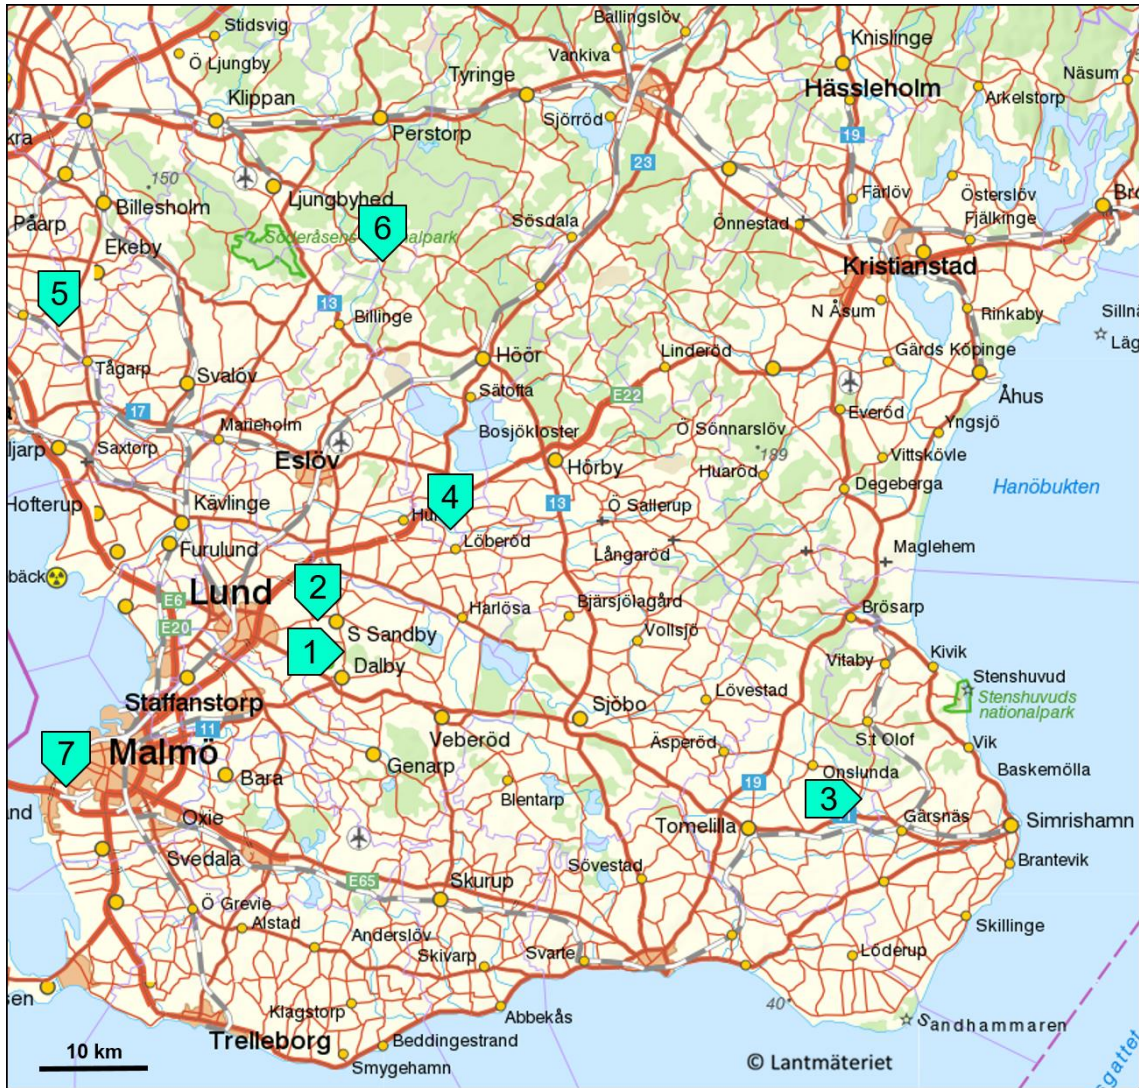 Stidsvig
Ballingslöv
Knislinge
Ö Ljungby
Vankiva
Näsum
Tyringe
Klippan
Hässleholm
Arkelstorp
Perstorp
Sjörröd
19
23
150
Ljungbyhed
Färlöv
Österslöv
Billesholm
Påarp
Sösdala
Önnestad
Fjälkinge
6
Ekeby
Kristianstad
5
13
Billinge
N Åsum
Rinkaby
Höör
Linderöd
Gärds Köpinge
Tågarp
Svalöv
Sätofta
E22
Åhus
17
Marieholm
Bosjökloster
Ö Sönnarslöv
Everöd
Yngsjö
Saxtorp
Eslöv
Hörby
189
Huaröd
Vittskövle
Degeberga
Hanöbukten
Hofterup
Kävlinge
4
13
Ö Sallerup
Furulund
Löberöd
Långaröd
Maglehem
2
E6
Lund
Harlösa
Bjärsjölagård
Brösarp
E20
S Sandby
Vollsjö
1
Dalby
Vitaby
Kivik
Stenshuvud
Staffanstorp
Lövestad
Stenshuvuds
nationalpark
Sjöbo
11
Veberöd
Äsperöd
S:t Olof
Vik
7
Malmö
Genarp
Bara
Onslunda
Baskemölla
Blentarp
19
3
Oxie
Tomelilla
Gärsnäs
Simrishamn
Svedala
Sövestad
Brantevik
E65
Skurup
Ö Grevie
Alstad
Skillinge
Anderslöv
Skivarp
Svarte
Löderup
Klagstorp
40
Abbekås
Sandhammaren
Trelleborg
Beddingestrand
10 km
Smygehamn
© Lantmäteriet